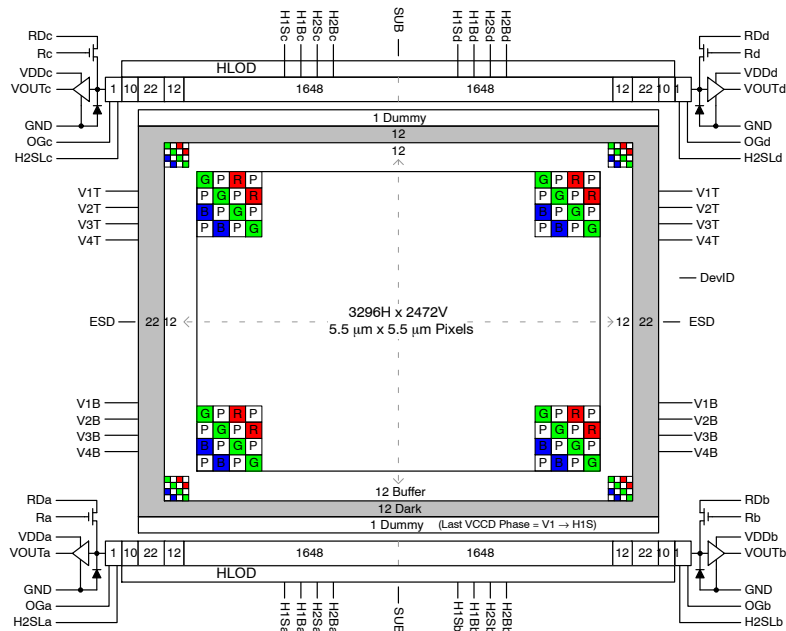 H1Sc
H1Bc
H2Sc
H2Bc
SUB
H1Sd
H1Bd
H2Sd
H2Bd
RDc
Rc
VDDc
VOUTc
GND
OGc
H2SLc
HLOD
1 10 22 12 1648 1648 12 22 10 1
RDd
Rd
VDDd
VOUTd
GND
OGd
H2SLd
1 Dummy
12
12
G P R P
P G P R
B P G P
P B P G
G P R P
P G P R
B P G P
P B P G
V1T
V2T
V3T
V4T
V1T
V2T
V3T
V4T
DevID
ESD
22 12
3296H x 2472V
5.5 μm x 5.5 μm Pixels
12 22
ESD
V1B
V2B
V3B
V4B
G P R P
P G P R
B P G P
P B P G
G P R P
P G P R
B P G P
P B P G
V1B
V2B
V3B
V4B
12 Buffer
12 Dark
1 Dummy (Last VCCD Phase = V1 → H1S)
RDa
Ra
VDDa
VOUTa
GND
OGa
H2SLa
1 10 22 12 1648 1648 12 22 10 1
HLOD
RDb
Rb
VDDb
VOUTb
GND
OGb
H2SLb
H1Sa
H1Ba
H2Sa
H2Ba
SUB
H1Sb
H1Bb
H2Sb
H2Bb